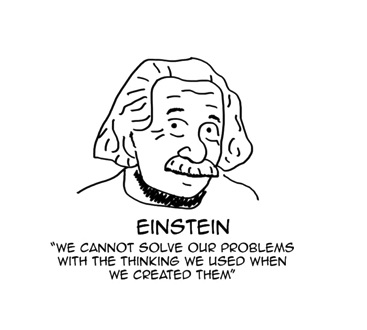 EINSTEIN
"WE CANNOT SOLVE OUR PROBLEMS
WITH THE THINKING WE USED WHEN
WE CREATED THEM"